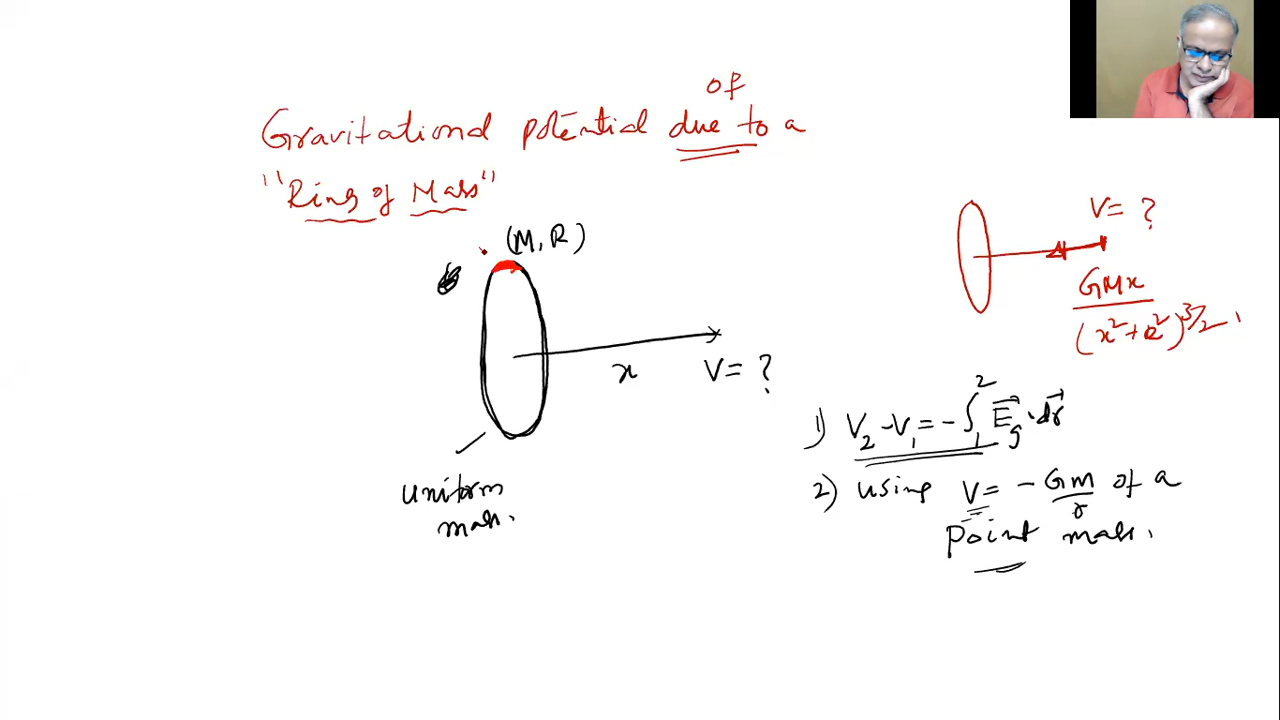 of
Gravitational potential due to a
"Ring of Mass"
(M, R)
x
V = ?
uniform
mass.
V = ?
GMx
(x² + R²)^3/2
1) V₂ - V₁ = - ∫₁² E⃗g · dr⃗
2) using V = - GM/r of a
point mass.